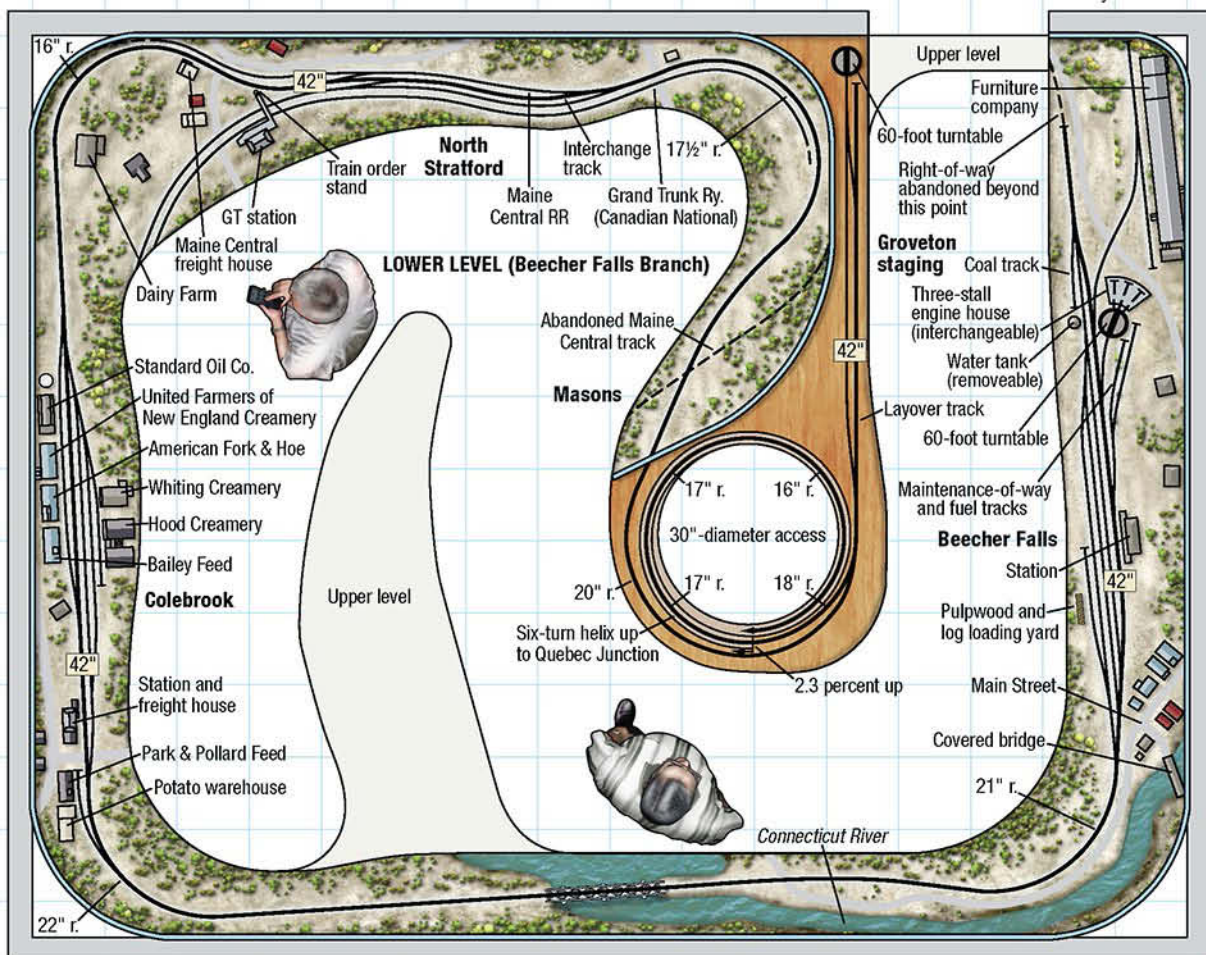 16" r.
42"
Upper level
Furniture
company
60-foot turntable
Right-of-way
abandoned beyond
this point
North
Stratford
Interchange
track
17½" r.
Train order
stand
Maine
Central RR
Grand Trunk Ry.
(Canadian National)
GT station
Maine Central
freight house
Dairy Farm
LOWER LEVEL (Beecher Falls Branch)
Groveton
staging
Coal track
Three-stall
engine house
(interchangeable)
Water tank
(removeable)
60-foot turntable
Abandoned Maine
Central track
42"
Masons
Layover track
Standard Oil Co.
United Farmers of
New England Creamery
American Fork & Hoe
Whiting Creamery
Hood Creamery
Bailey Feed
Colebrook
Upper level
17" r.
16" r.
30"-diameter access
17" r.
18" r.
20" r.
Six-turn helix up
to Quebec Junction
2.3 percent up
Maintenance-of-way
and fuel tracks
Beecher Falls
Station
42"
Pulpwood and
log loading yard
Main Street
Covered bridge
21" r.
42"
Station and
freight house
Park & Pollard Feed
Potato warehouse
Connecticut River
22" r.